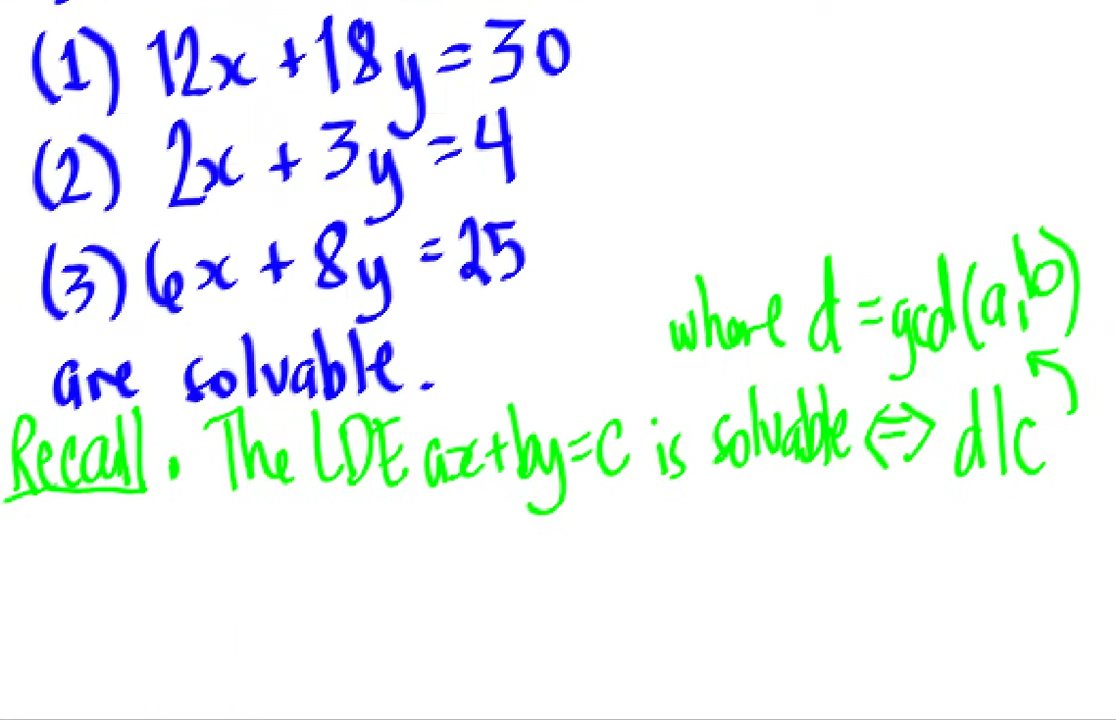 (1) 12x + 18y = 30
(2) 2x + 3y = 4
(3) 6x + 8y = 25
are solvable.
where d = gcd(a,b)
Recall. The LDE ax+by=c is solvable ⇔ d|c